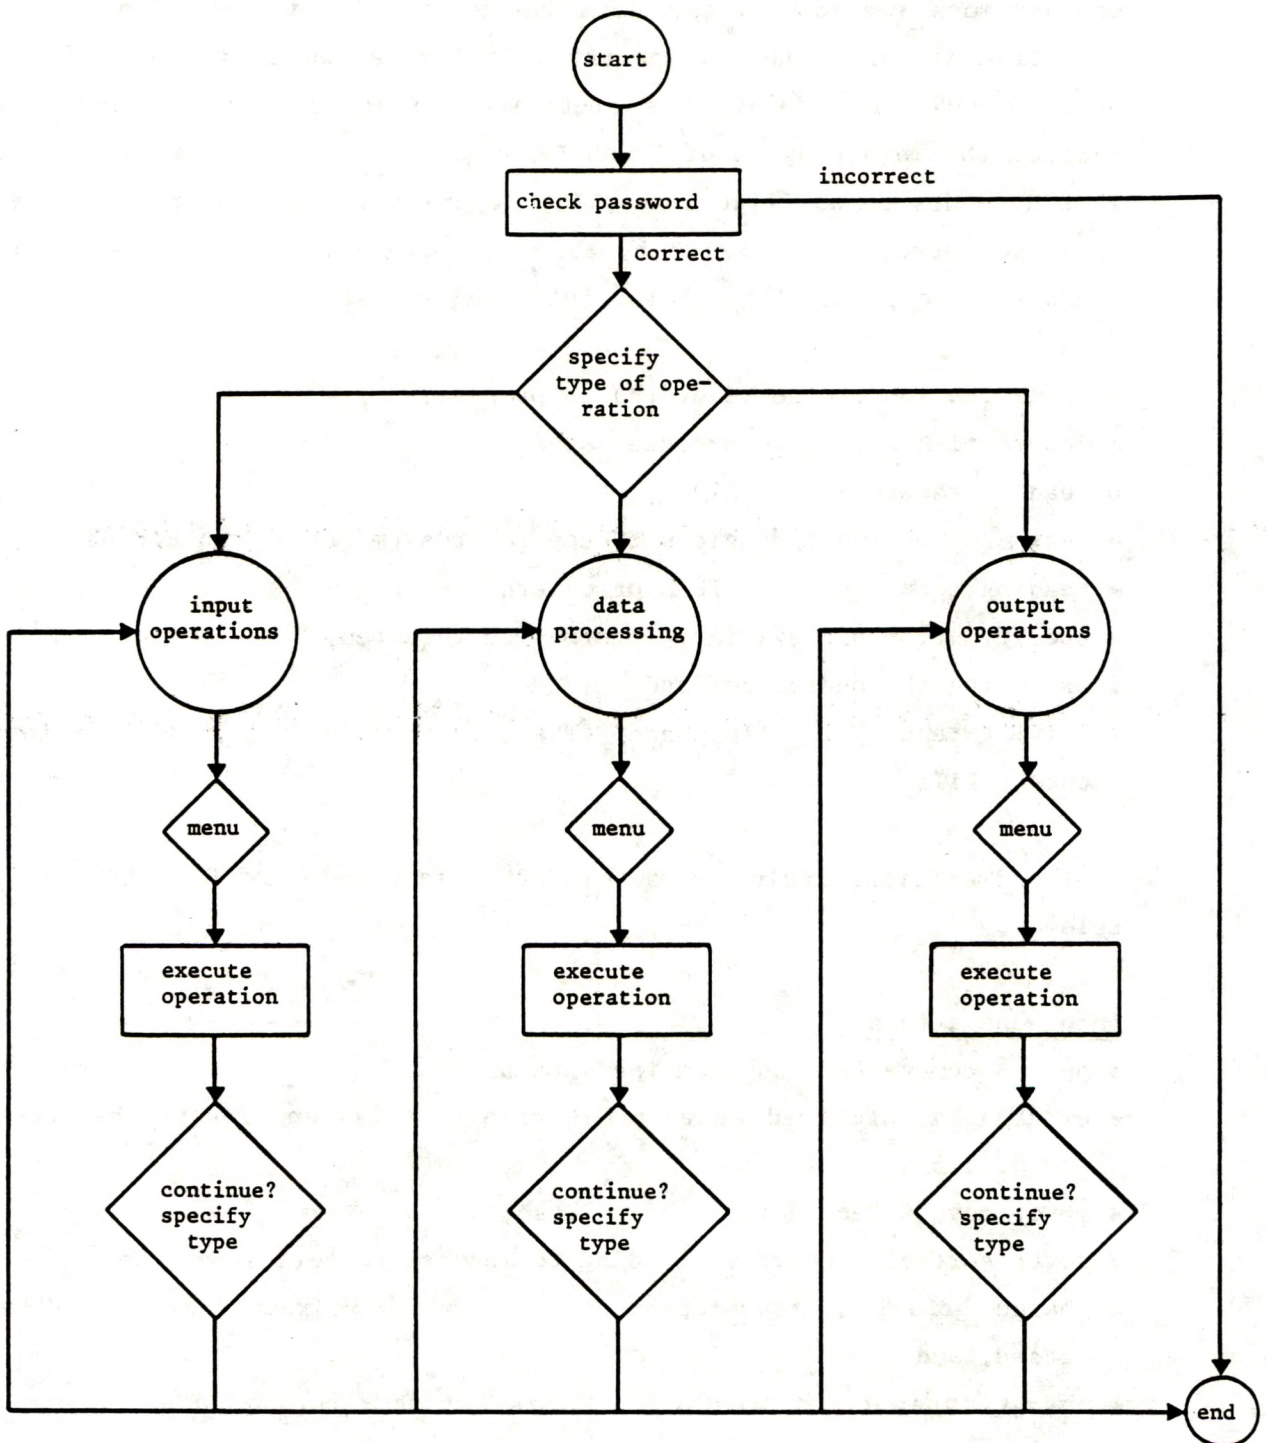 start
incorrect
check password
correct
specify
type of ope-
ration
input
operations
data
processing
output
operations
menu
menu
menu
execute
operation
execute
operation
execute
operation
continue?
specify
type
continue?
specify
type
continue?
specify
type
end